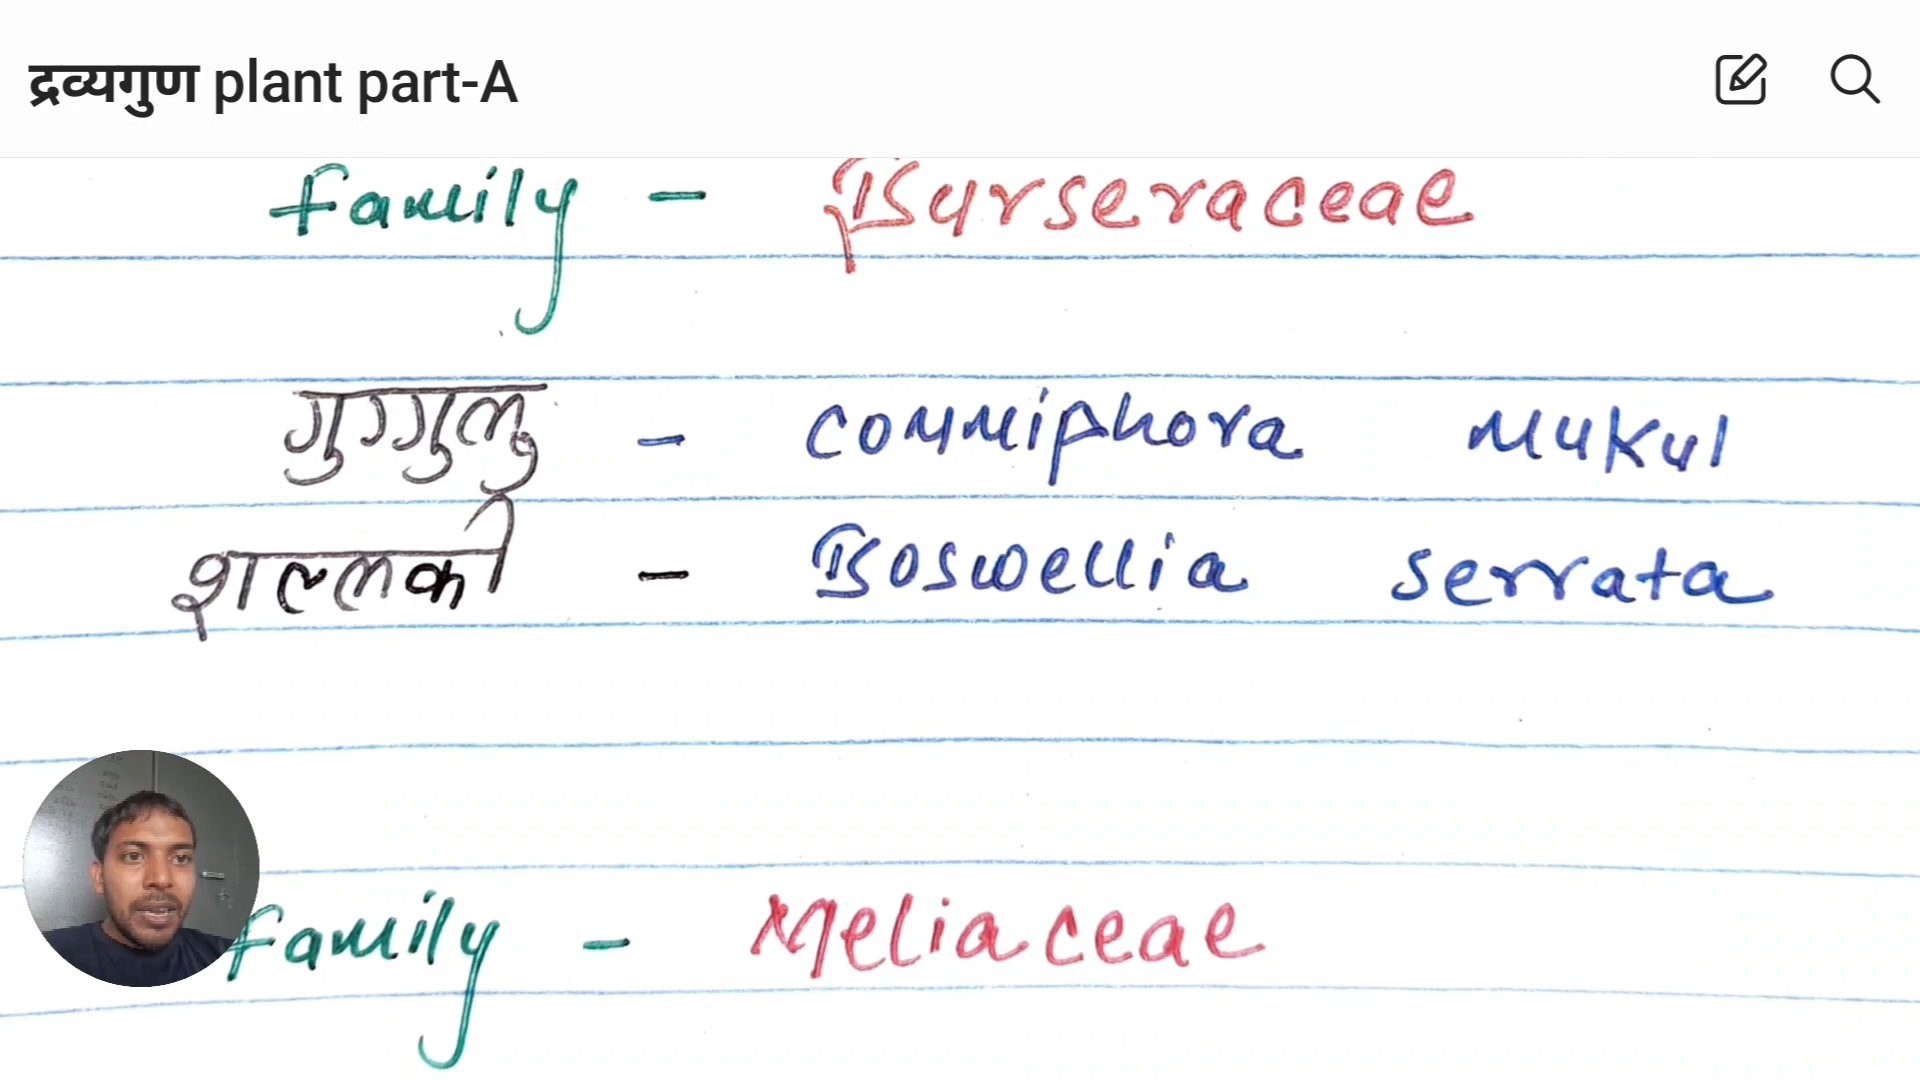 द्रव्यगुण plant part-A
family - Burseraceae
गुग्गुलु - commiphora Mukul
शल्लकी - Boswellia serrata
family - Meliaceae